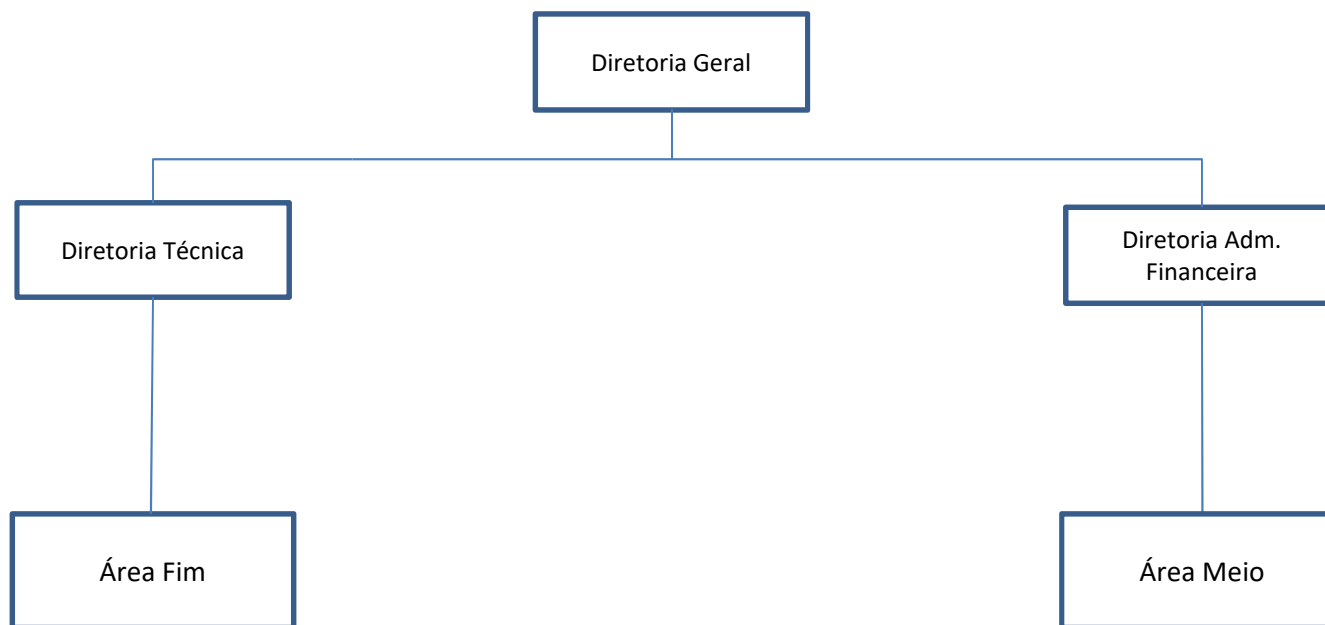 Diretoria Geral
Diretoria Técnica
Diretoria Adm.
Financeira
Área Fim
Área Meio